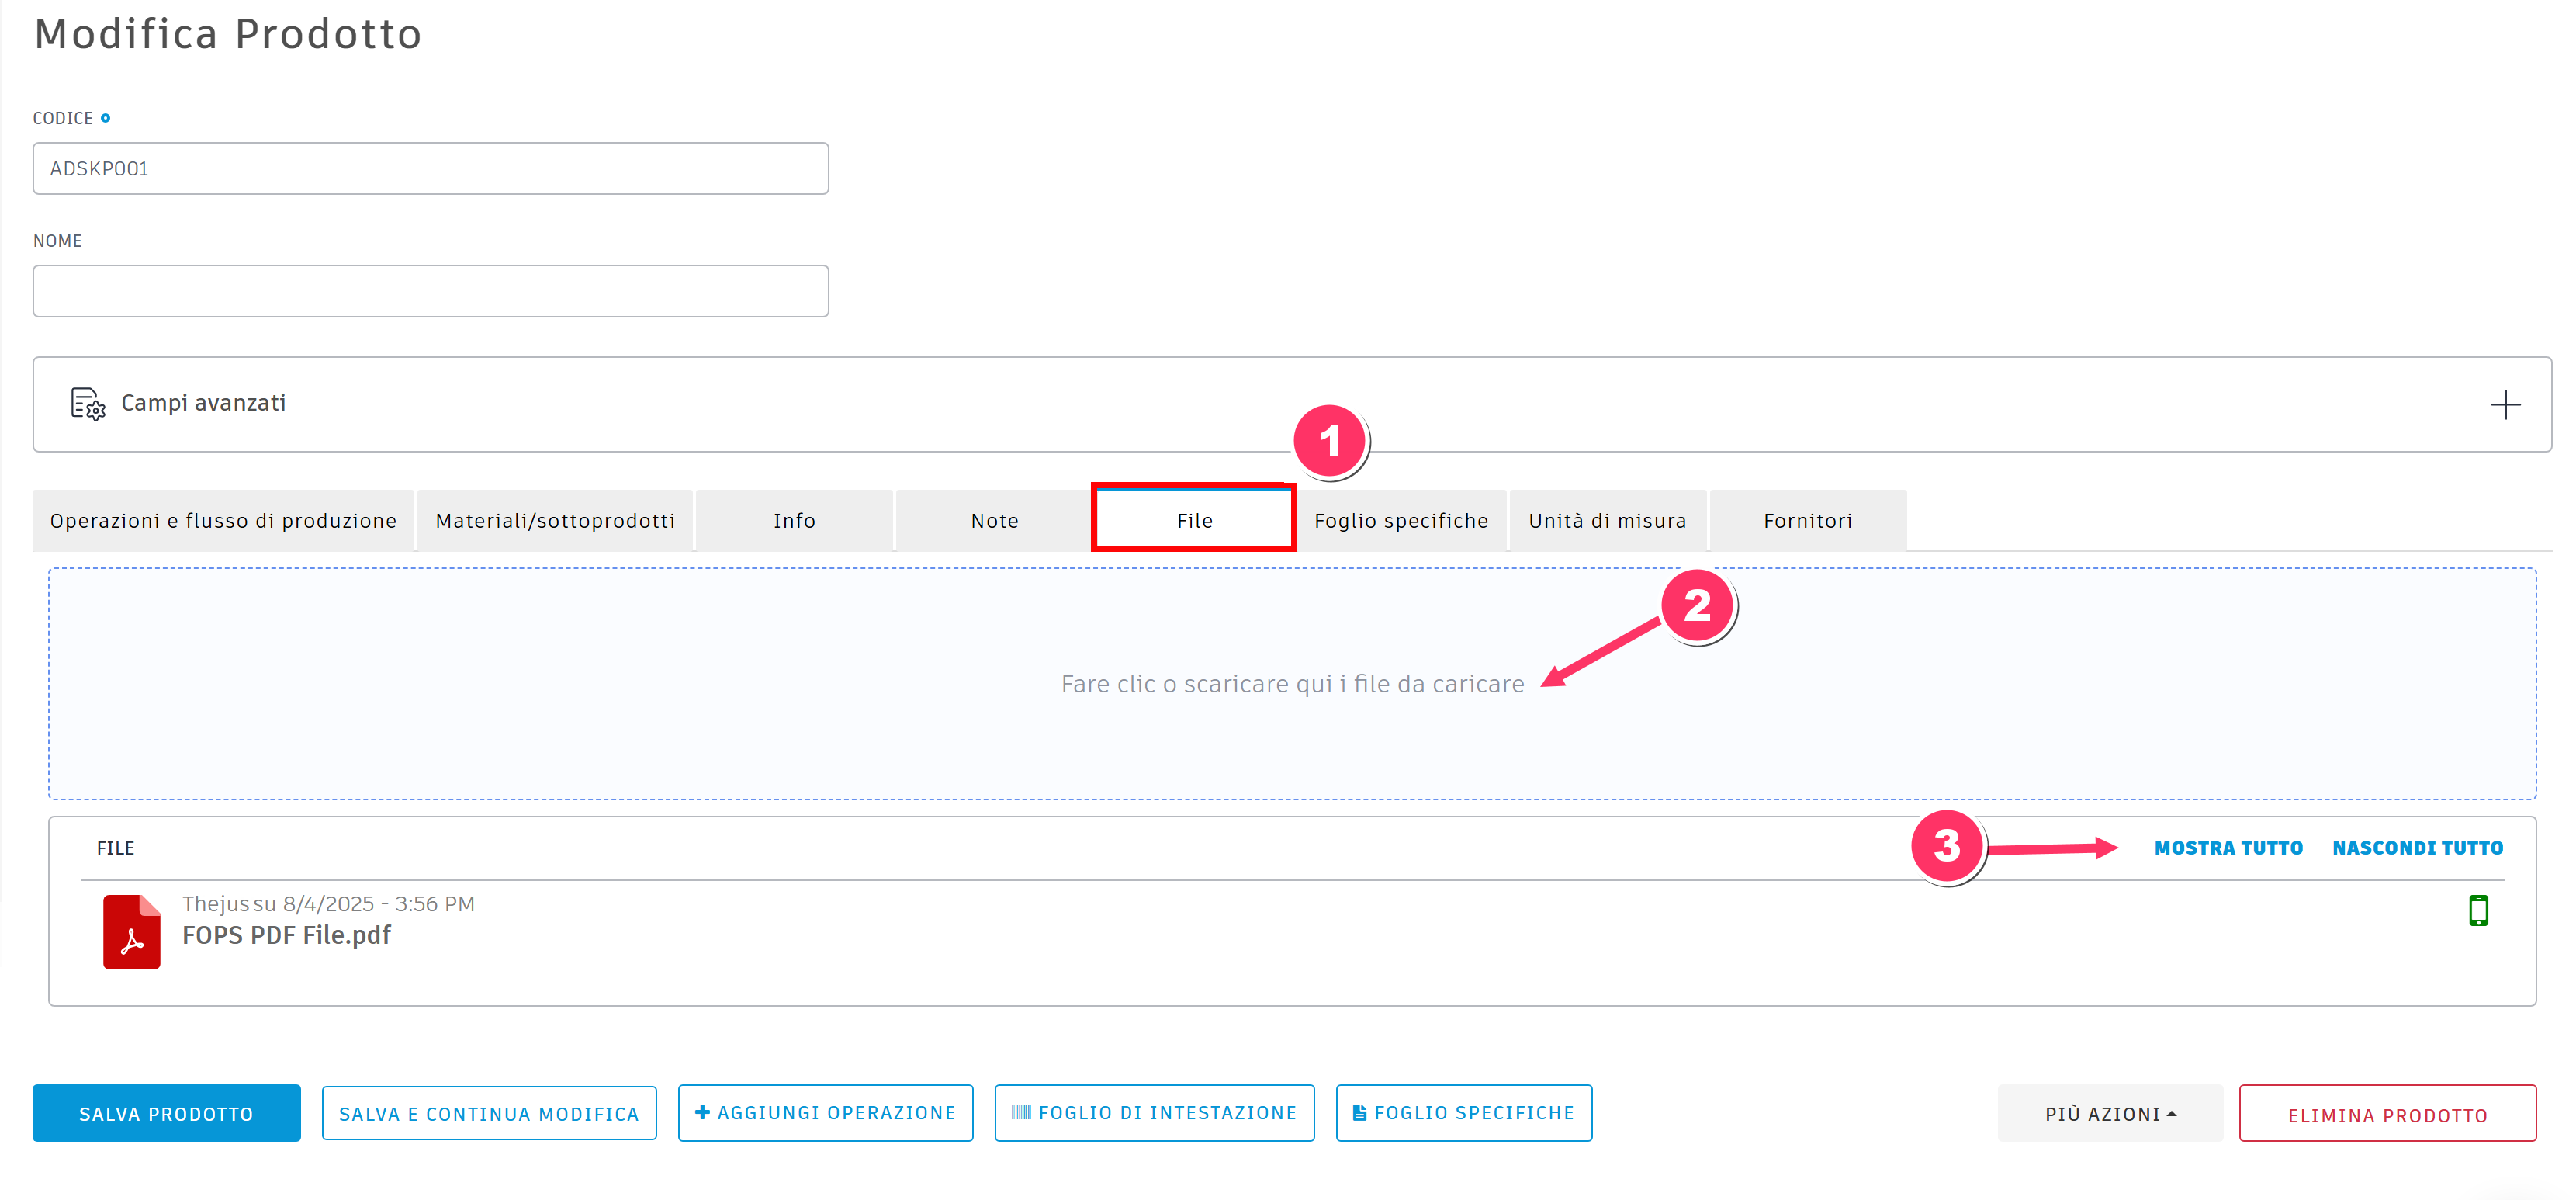 Modifica Prodotto
CODICE
ADSKP001
NOME
Campi avanzati
1
Operazioni e flusso di produzione
Materiali/sottoprodotti
Info
Note
File
Foglio specifiche
Unità di misura
Fornitori
2
Fare clic o scaricare qui i file da caricare
3
FILE
MOSTRA TUTTO
NASCONDI TUTTO
Thejus su 8/4/2025 - 3:56 PM
FOPS PDF File.pdf
SALVA PRODOTTO
SALVA E CONTINUA MODIFICA
AGGIUNGI OPERAZIONE
FOGLIO DI INTESTAZIONE
FOGLIO SPECIFICHE
PIÙ AZIONI
ELIMINA PRODOTTO